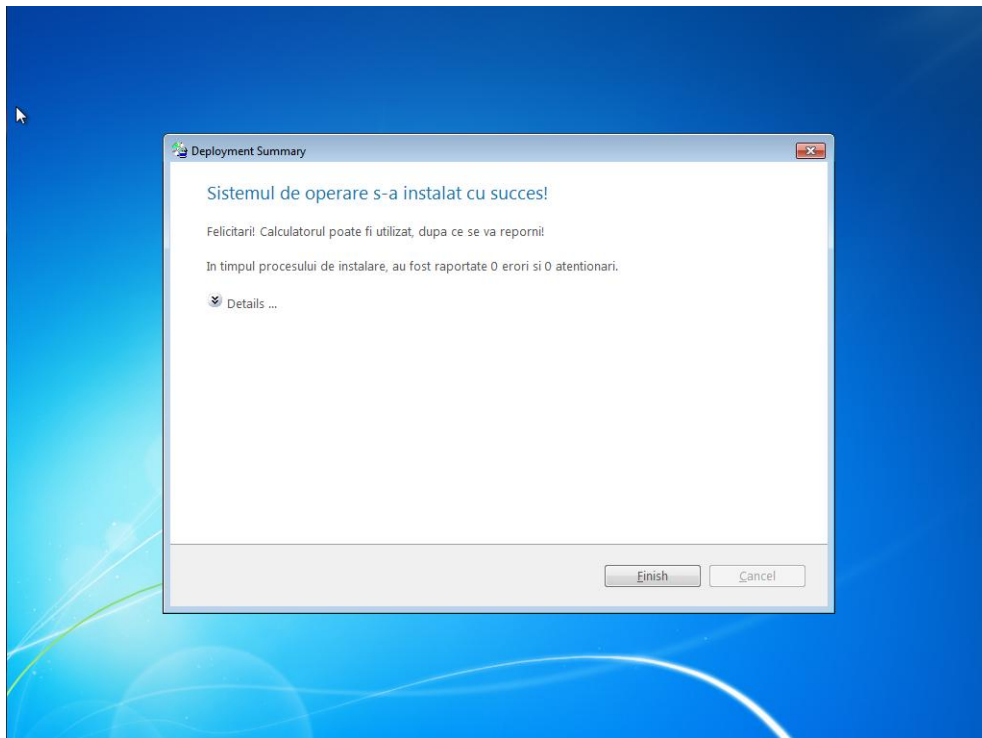 Deployment Summary
Sistemul de operare s-a instalat cu succes!
Felicitari! Calculatorul poate fi utilizat, dupa ce se va reporni!
In timpul procesului de instalare, au fost raportate 0 erori si 0 atentionari.
Details ...
Finish Cancel